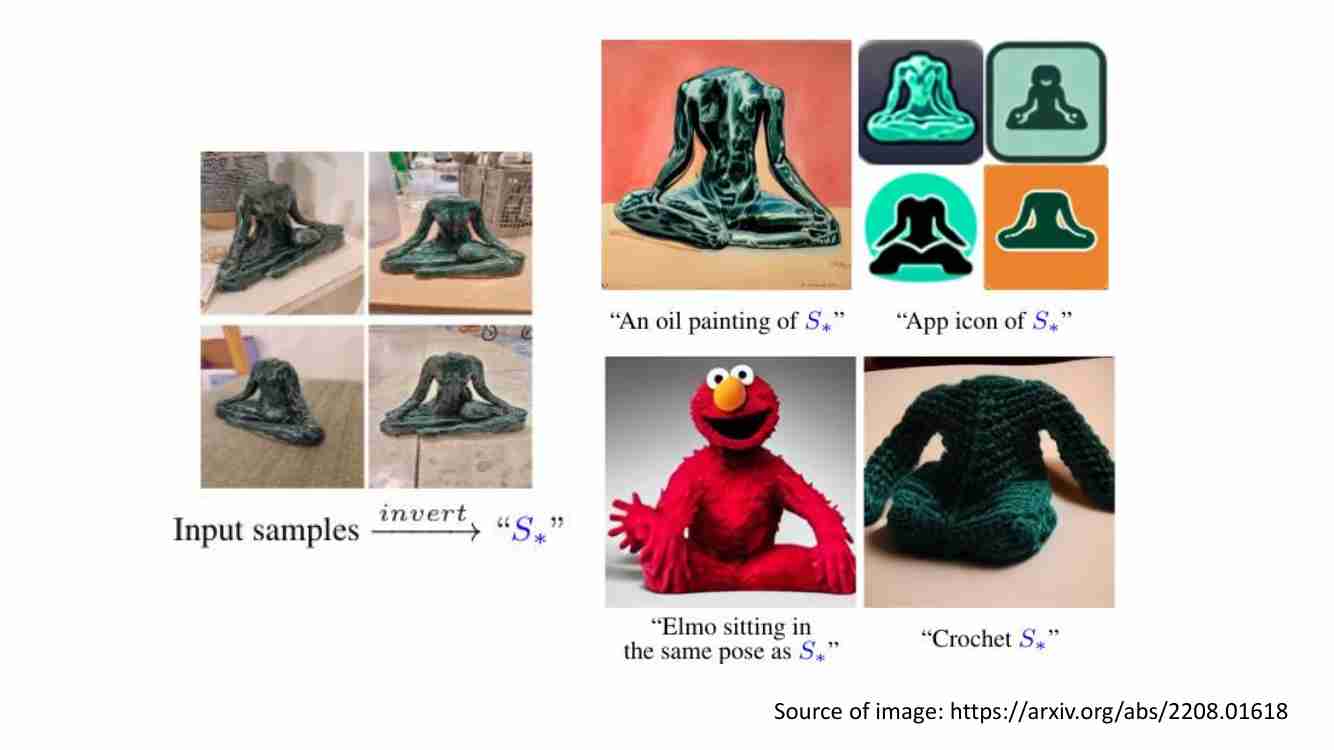 Input samples invert → “S*”
“An oil painting of S*”
“App icon of S*”
“Elmo sitting in
the same pose as S*”
“Crochet S*”
Source of image: https://arxiv.org/abs/2208.01618